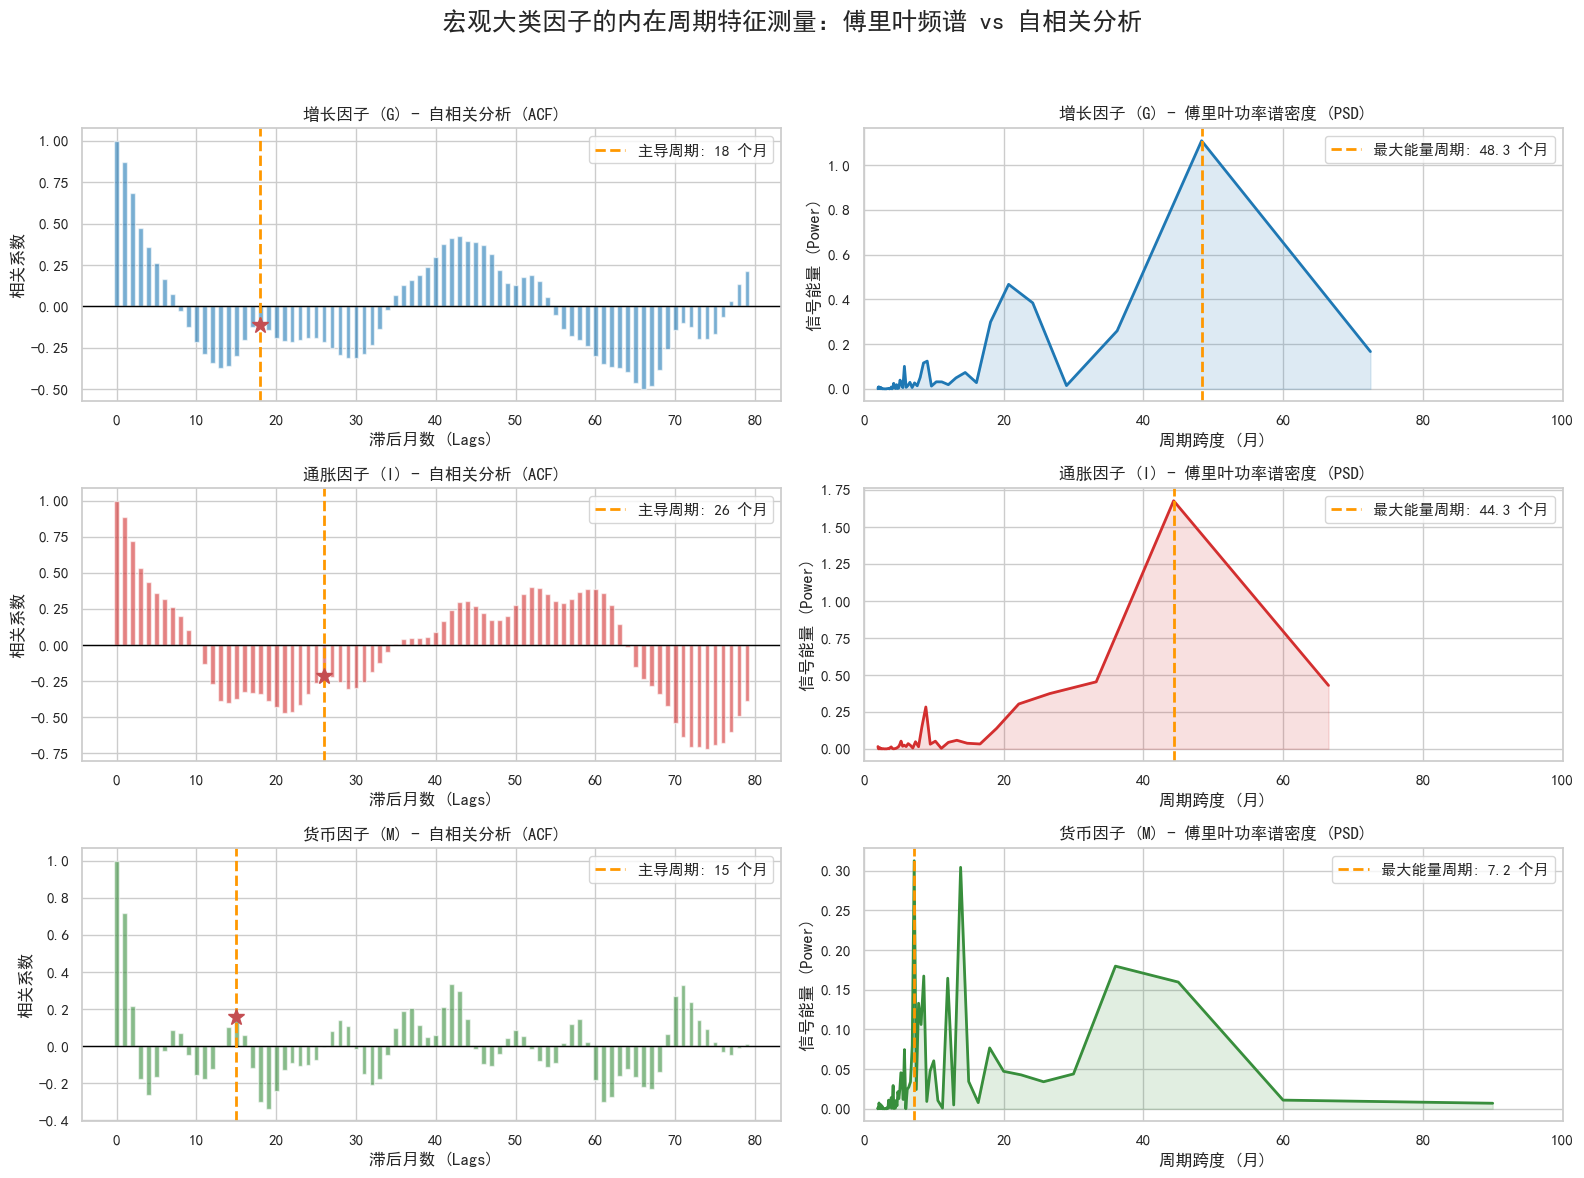 宏观大类因子的内在周期特征测量：傅里叶频谱 vs 自相关分析
增长因子 (G) - 自相关分析 (ACF)
主导周期: 18 个月
1.00
0.75
0.50
0.25
0.00
−0.25
−0.50
相关系数
0 10 20 30 40 50 60 70 80
滞后月数 (Lags)
增长因子 (G) - 傅里叶功率谱密度 (PSD)
最大能量周期: 48.3 个月
1.0
0.8
0.6
0.4
0.2
0.0
信号能量 (Power)
0 20 40 60 80 100
周期跨度 (月)
通胀因子 (I) - 自相关分析 (ACF)
主导周期: 26 个月
1.00
0.75
0.50
0.25
0.00
−0.25
−0.50
−0.75
相关系数
0 10 20 30 40 50 60 70 80
滞后月数 (Lags)
通胀因子 (I) - 傅里叶功率谱密度 (PSD)
最大能量周期: 44.3 个月
1.75
1.50
1.25
1.00
0.75
0.50
0.25
0.00
信号能量 (Power)
0 20 40 60 80 100
周期跨度 (月)
货币因子 (M) - 自相关分析 (ACF)
主导周期: 15 个月
1.0
0.8
0.6
0.4
0.2
0.0
−0.2
−0.4
相关系数
0 10 20 30 40 50 60 70 80
滞后月数 (Lags)
货币因子 (M) - 傅里叶功率谱密度 (PSD)
最大能量周期: 7.2 个月
0.30
0.25
0.20
0.15
0.10
0.05
0.00
信号能量 (Power)
0 20 40 60 80 100
周期跨度 (月)